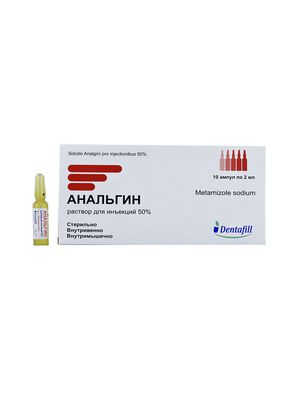 Solutio Analgini pro injectionibus 50%
10 ампул по 2 мл
Metamizole sodium
АНАЛЬГИН
раствор для инъекций 50%
Стерильно
Внутривенно
Внутримышечно
Dentafill